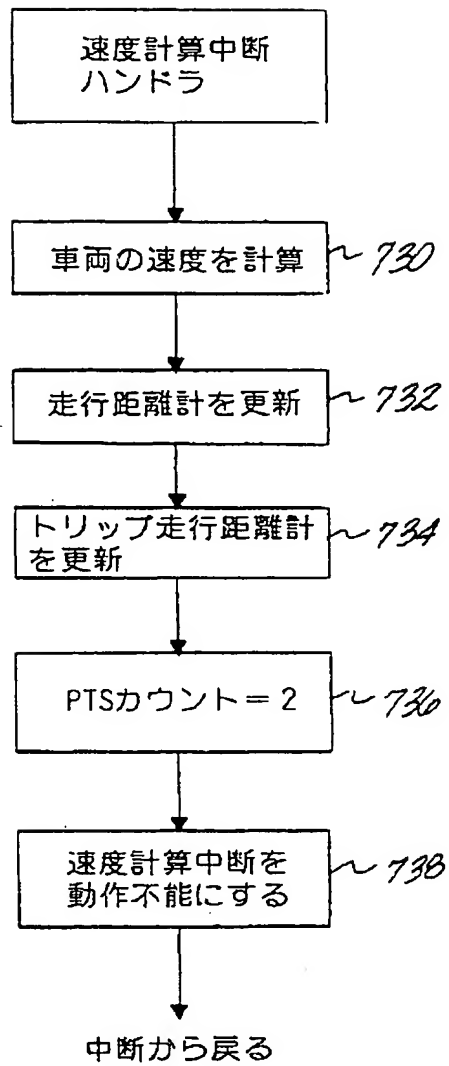 速度計算中断
ハンドラ
車両の速度を計算
730
走行距離計を更新
732
トリップ走行距離計
を更新
734
PTSカウント＝2
736
速度計算中断を
動作不能にする
738
中断から戻る